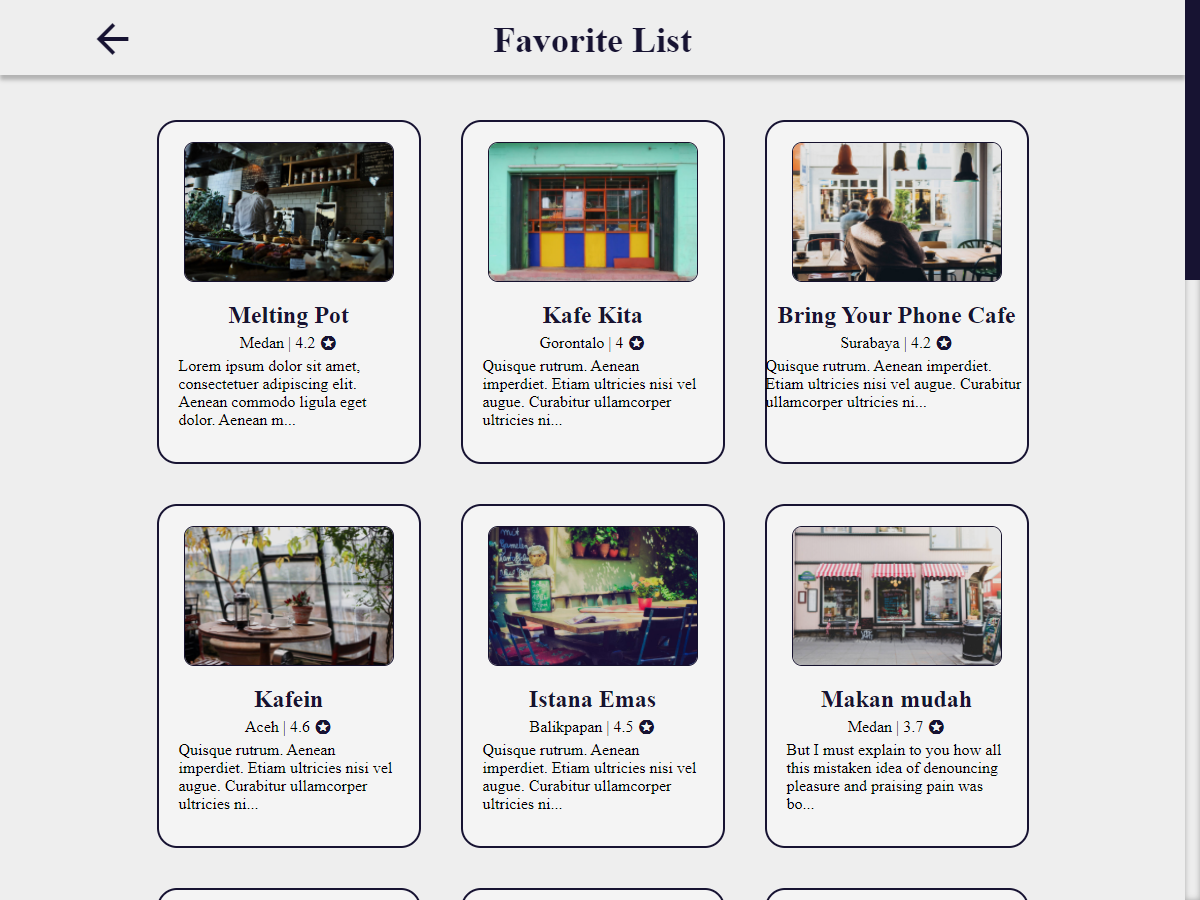 Favorite List
Melting Pot
Medan | 4.2
Lorem ipsum dolor sit amet,
consectetuer adipiscing elit.
Aenean commodo ligula eget
dolor. Aenean m...
Kafe Kita
Gorontalo | 4
Quisque rutrum. Aenean
imperdiet. Etiam ultricies nisi vel
augue. Curabitur ullamcorper
ultricies ni...
Bring Your Phone Cafe
Surabaya | 4.2
Quisque rutrum. Aenean imperdiet.
Etiam ultricies nisi vel augue. Curabitur
ullamcorper ultricies ni...
Kafein
Aceh | 4.6
Quisque rutrum. Aenean
imperdiet. Etiam ultricies nisi vel
augue. Curabitur ullamcorper
ultricies ni...
Istana Emas
Balikpapan | 4.5
Quisque rutrum. Aenean
imperdiet. Etiam ultricies nisi vel
augue. Curabitur ullamcorper
ultricies ni...
Makan mudah
Medan | 3.7
But I must explain to you how all
this mistaken idea of denouncing
pleasure and praising pain was
bo...